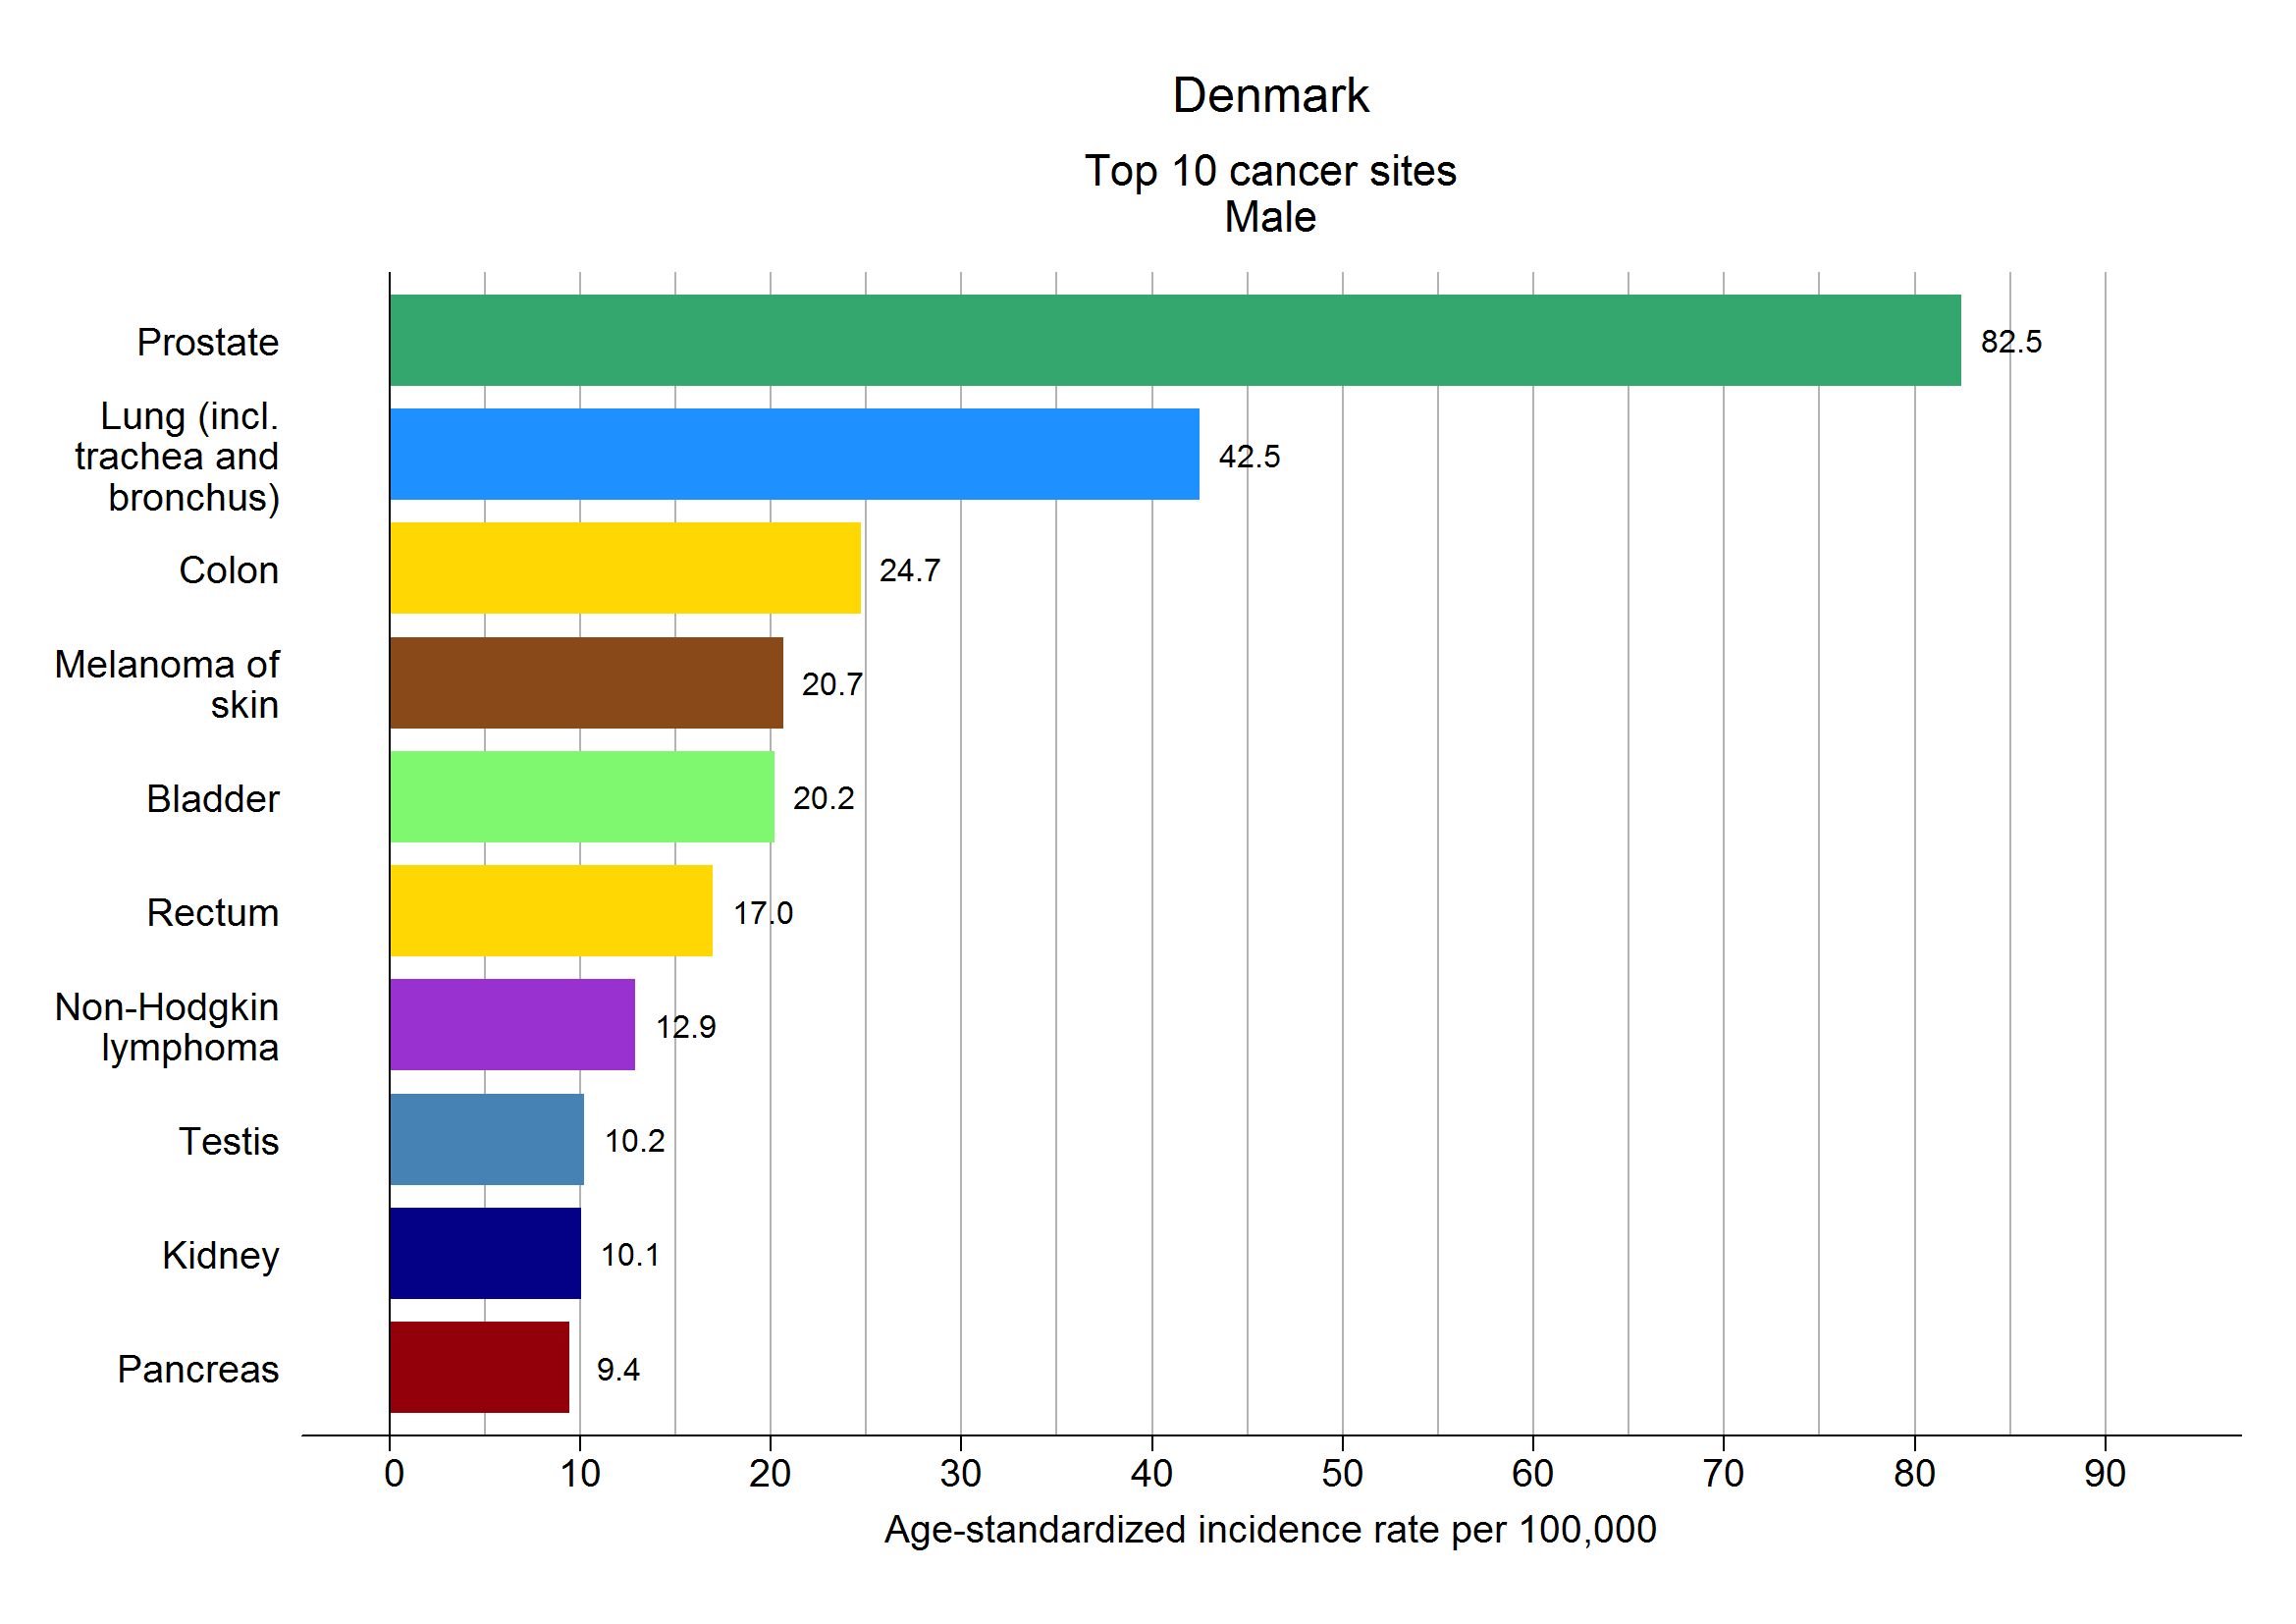 Denmark
Top 10 cancer sites
Male
Prostate
82.5
Lung (incl.
trachea and
bronchus)
42.5
Colon
24.7
Melanoma of
skin
20.7
Bladder
20.2
Rectum
17.0
Non-Hodgkin
lymphoma
12.9
Testis
10.2
Kidney
10.1
Pancreas
9.4
0 10 20 30 40 50 60 70 80 90
Age-standardized incidence rate per 100,000